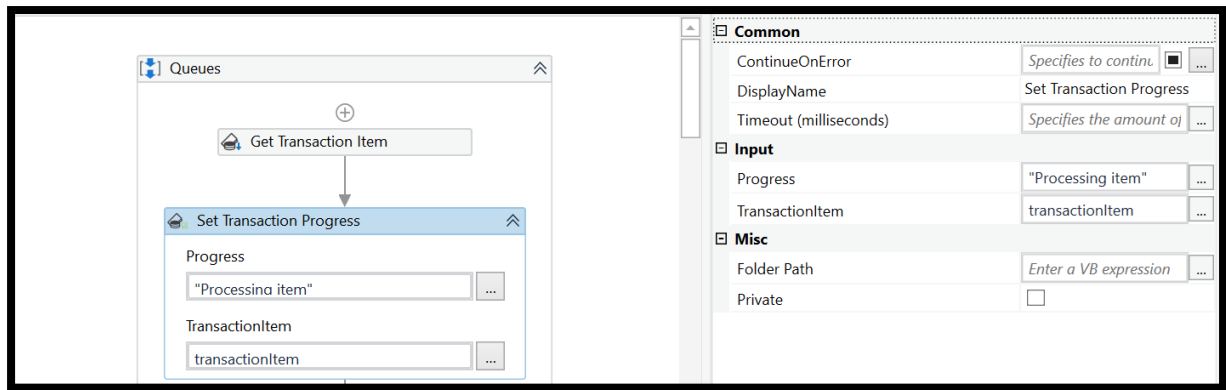 Queues
Get Transaction Item
Set Transaction Progress
Progress
"Processing item"
...
TransactionItem
transactionItem
...
Common
ContinueOnError
Specifies to continu
...
DisplayName
Set Transaction Progress
Timeout (milliseconds)
Specifies the amount of
...
Input
Progress
"Processing item"
...
TransactionItem
transactionItem
...
Misc
Folder Path
Enter a VB expression
...
Private